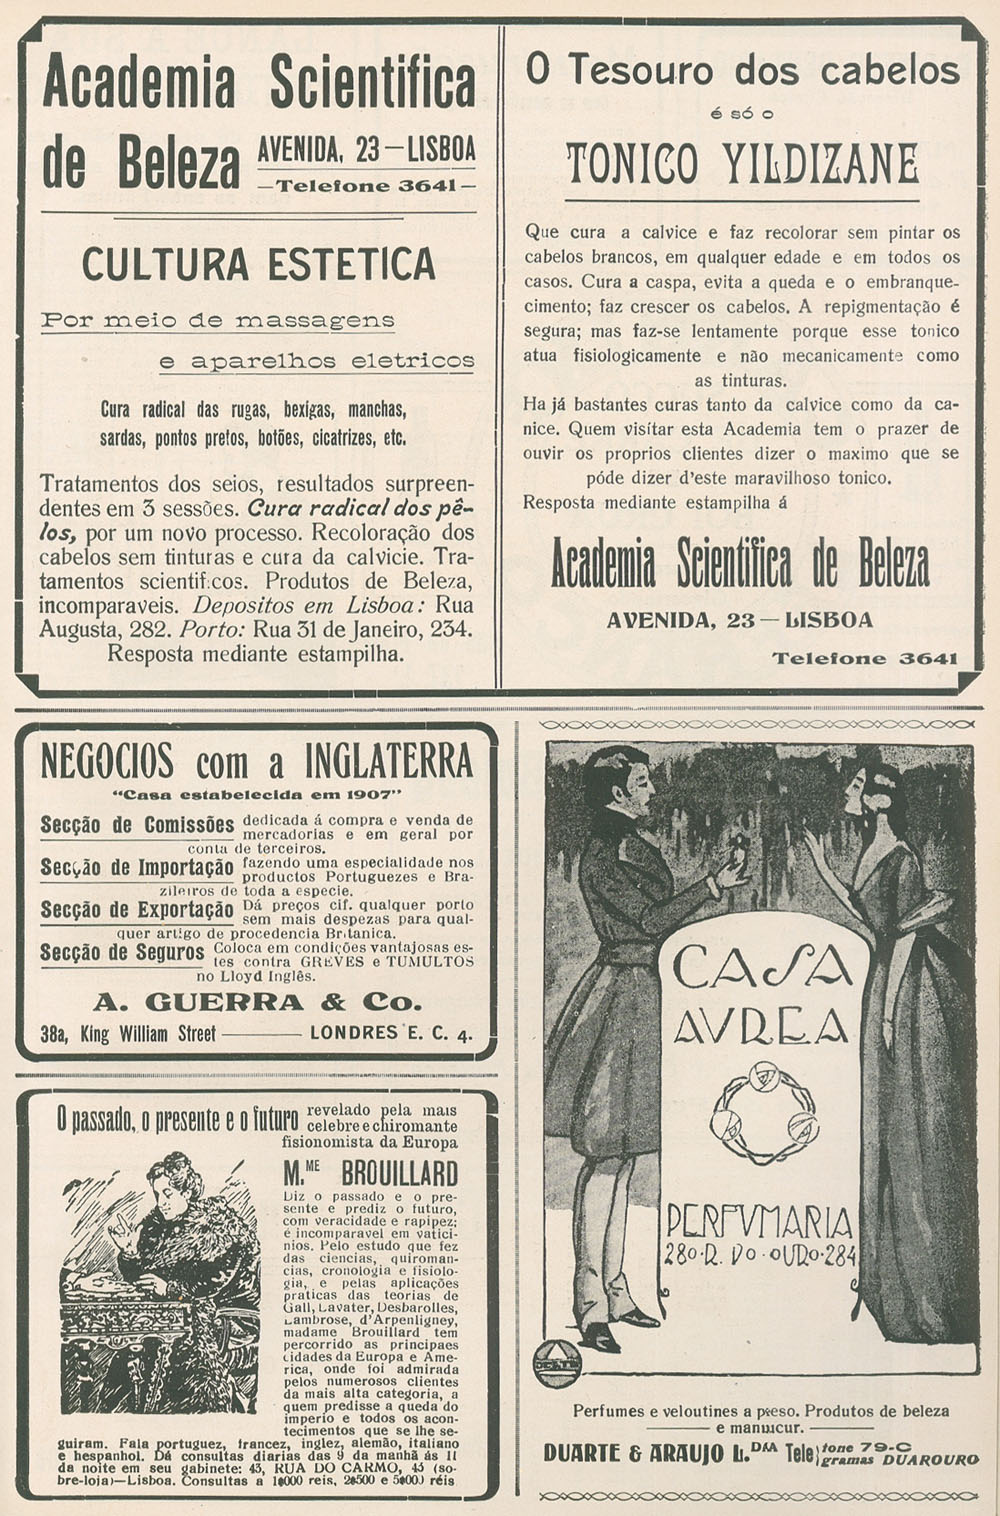 Academia Scientifica
de Beleza AVENIDA, 23—LISBOA
—Telefone 3641—
CULTURA ESTETICA
Por meio de massagens
e aparelhos eletricos
Cura radical das rugas, bexigas, manchas,
sardas, pontos pretos, botões, cicatrizes, etc.
Tratamentos dos seios, resultados surpreen-
dentes em 3 sessões. Cura radical dos pê-
los, por um novo processo. Recoloração dos
cabelos sem tinturas e cura da calvicie. Tra-
tamentos scientificos. Produtos de Beleza,
incomparaveis. Depositos em Lisboa: Rua
Augusta, 282. Porto: Rua 31 de Janeiro, 234.
Resposta mediante estampilha.
O Tesouro dos cabelos
é só o
TONICO YILDIZANE
Que cura a calvice e faz recolorar sem pintar os
cabelos brancos, em qualquer edade e em todos os
casos. Cura a caspa, evita a queda e o embranque-
cimento; faz crescer os cabelos. A repigmentação é
segura; mas faz-se lentamente porque esse tonico
atua fisiologicamente e não mecanicamente como
as tinturas.
Ha já bastantes curas tanto da calvice como da ca-
nice. Quem visítar esta Academia tem o prazer de
ouvir os proprios clientes dizer o maximo que se
póde dizer d'este maravilhoso tonico.
Resposta mediante estampilha á
Academia Scientifica de Beleza
AVENIDA, 23 — LISBOA
Telefone 3641
NEGOCIOS com a INGLATERRA
"Casa estabelecida em 1907"
Secção de Comissões dedicada á compra e venda de
mercadorias e em geral por
conta de terceiros.
Secção de Importação fazendo uma especialidade nos
productos Portuguezes e Bra-
zileiros de toda a especie.
Secção de Exportação Dá preços cif. qualquer porto
sem mais despezas para qual-
quer artigo de procedencia Britanica.
Secção de Seguros Coloca em condições vantajosas es-
tes contra GREVES e TUMULTOS
no Lloyd Inglês.
A. GUERRA & Co.
38a, King William Street ——— LONDRES E. C. 4.
O passado, o presente e o futuro revelado pela mais
celebre e chiromante
fisionomista da Europa
M.ME BROUILLARD
Diz o passado e o pre-
sente e prediz o futuro,
com veracidade e rapipez;
é incomparavel em vatici-
nios. Pelo estudo que fez
das ciencias, quiroman-
cias, cronologia e fisiolo-
gia, e pelas aplicações
praticas das teorias de
Gall, Lavater, Desbarolles,
Lambrose, d'Arpenligney,
madame Brouillard tem
percorrido as principaes
cidades da Europa e Ame-
rica, onde foi admirada
pelos numerosos clientes
da mais alta categoria, a
quem predisse a queda do
imperio e todos os acon-
tecimentos que se lhe se-
guiram. Fala portuguez, francez, inglez, alemão, italiano
e hespanhol. Dá consultas diarias das 9 da manhã ás 11
da noite em seu gabinete: 43, RUA DO CARMO, 43 (so-
bre-loja)—Lisboa. Consultas a 1$000 reis, 2$500 e 5$000 réis
CASA
AVREA
PERFVMARIA
280·R. DO·OURO·284
Perfumes e veloutines a peso. Produtos de beleza
e manucur.
DUARTE & ARAUJO L.DAA Telefone 79-C
gramas DUAROURO